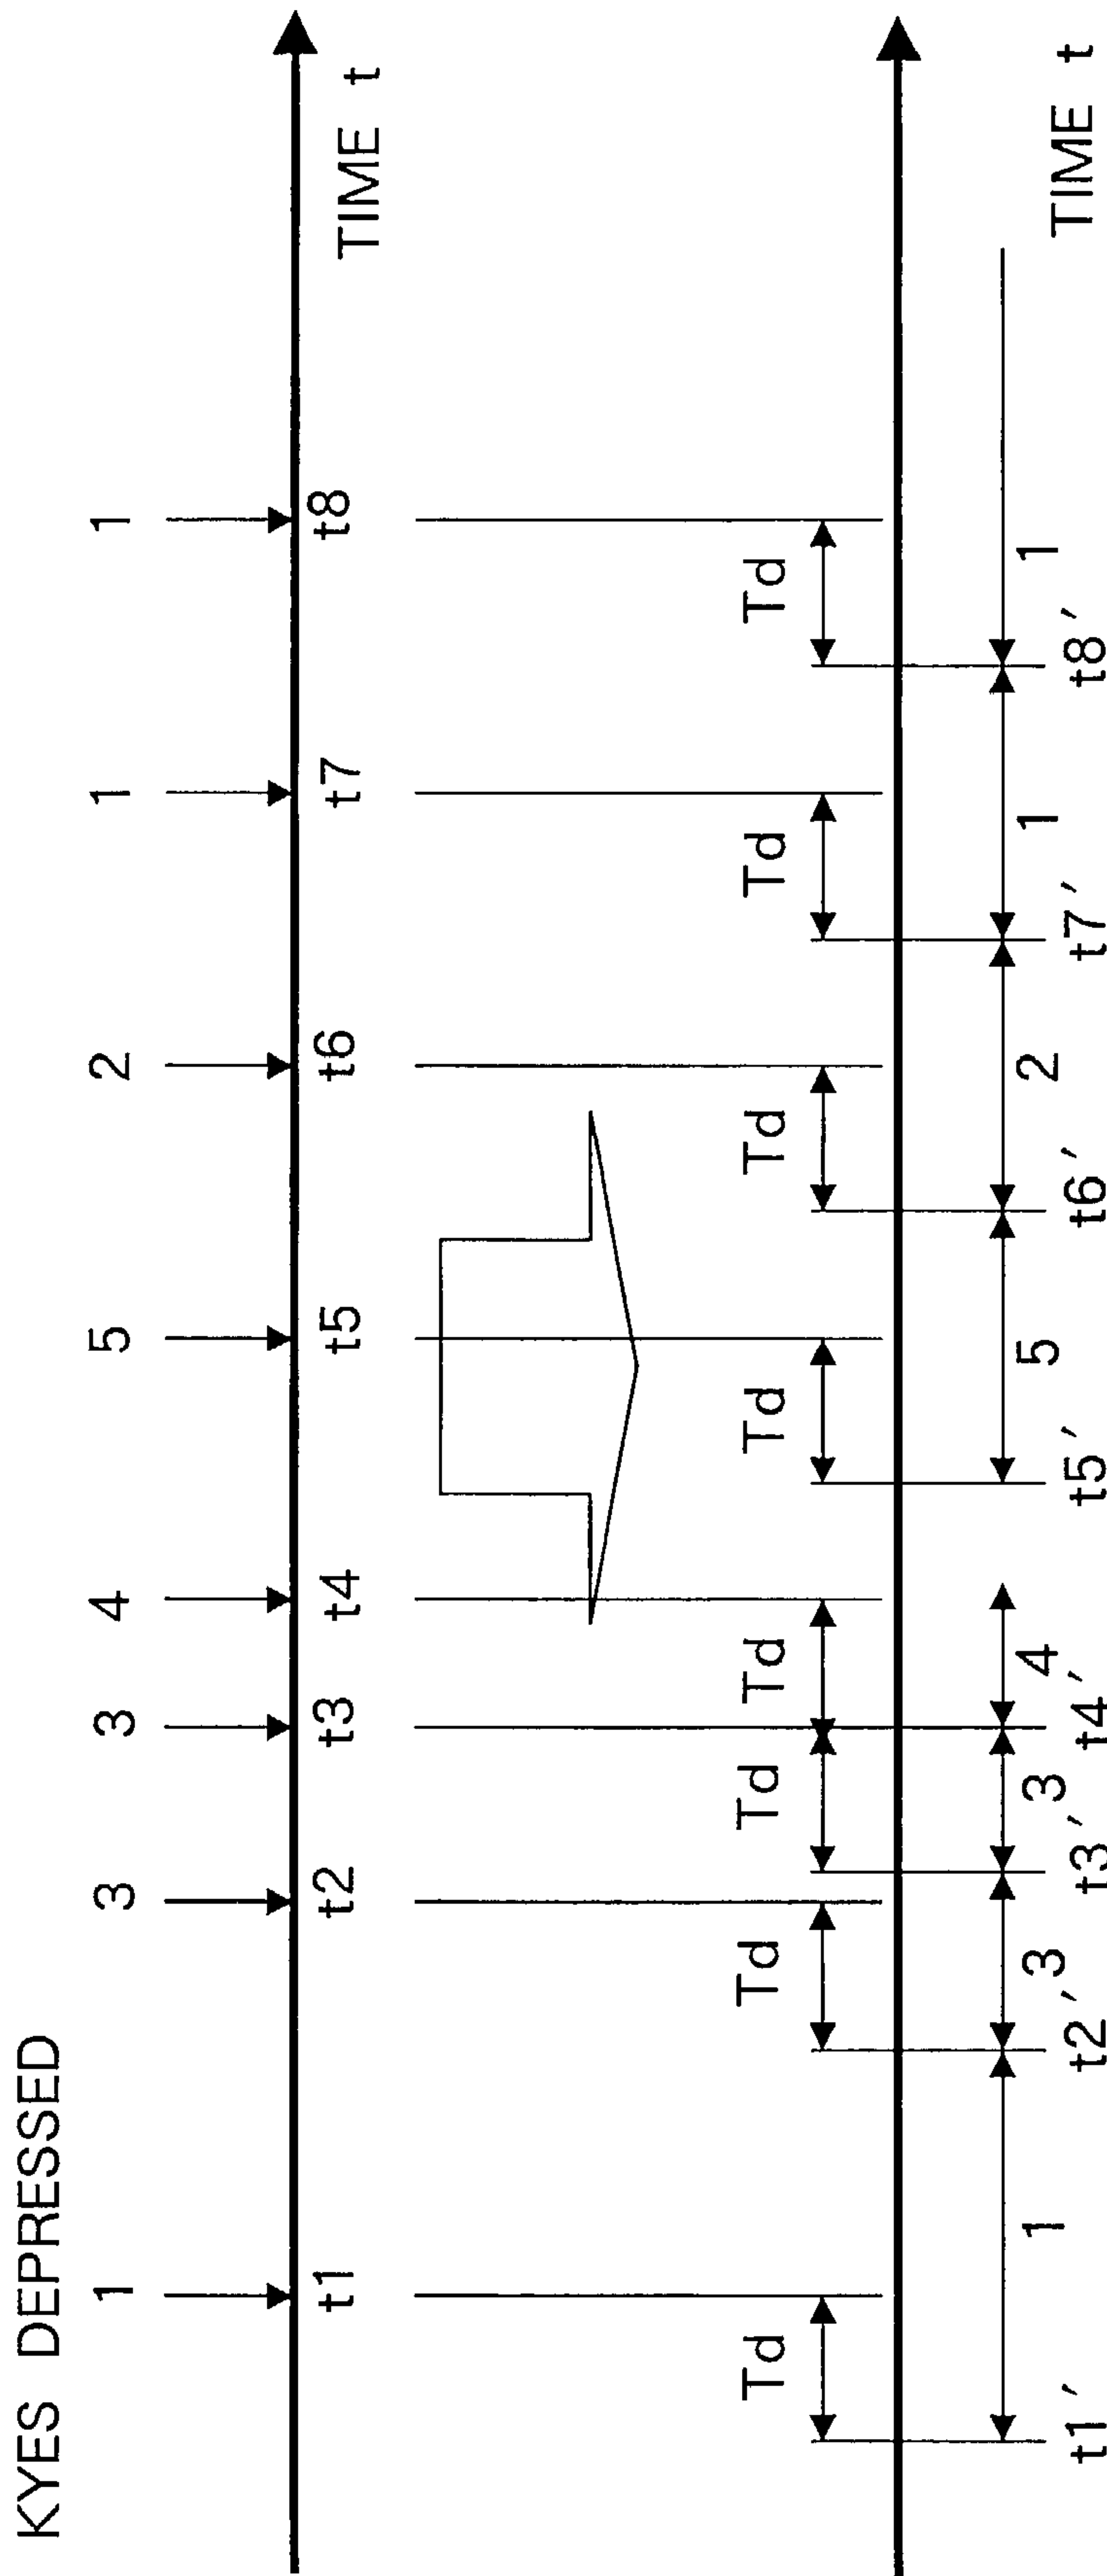 KYES DEPRESSED
1 3 3 4 5 2 1 1
t1 t2 t3 t4 t5 t6 t7 t8
TIME t
Td Td Td Td Td Td Td Td
1 3 3 4 5 2 1 1
t1' t2' t3' t4' t5' t6' t7' t8'
TIME t